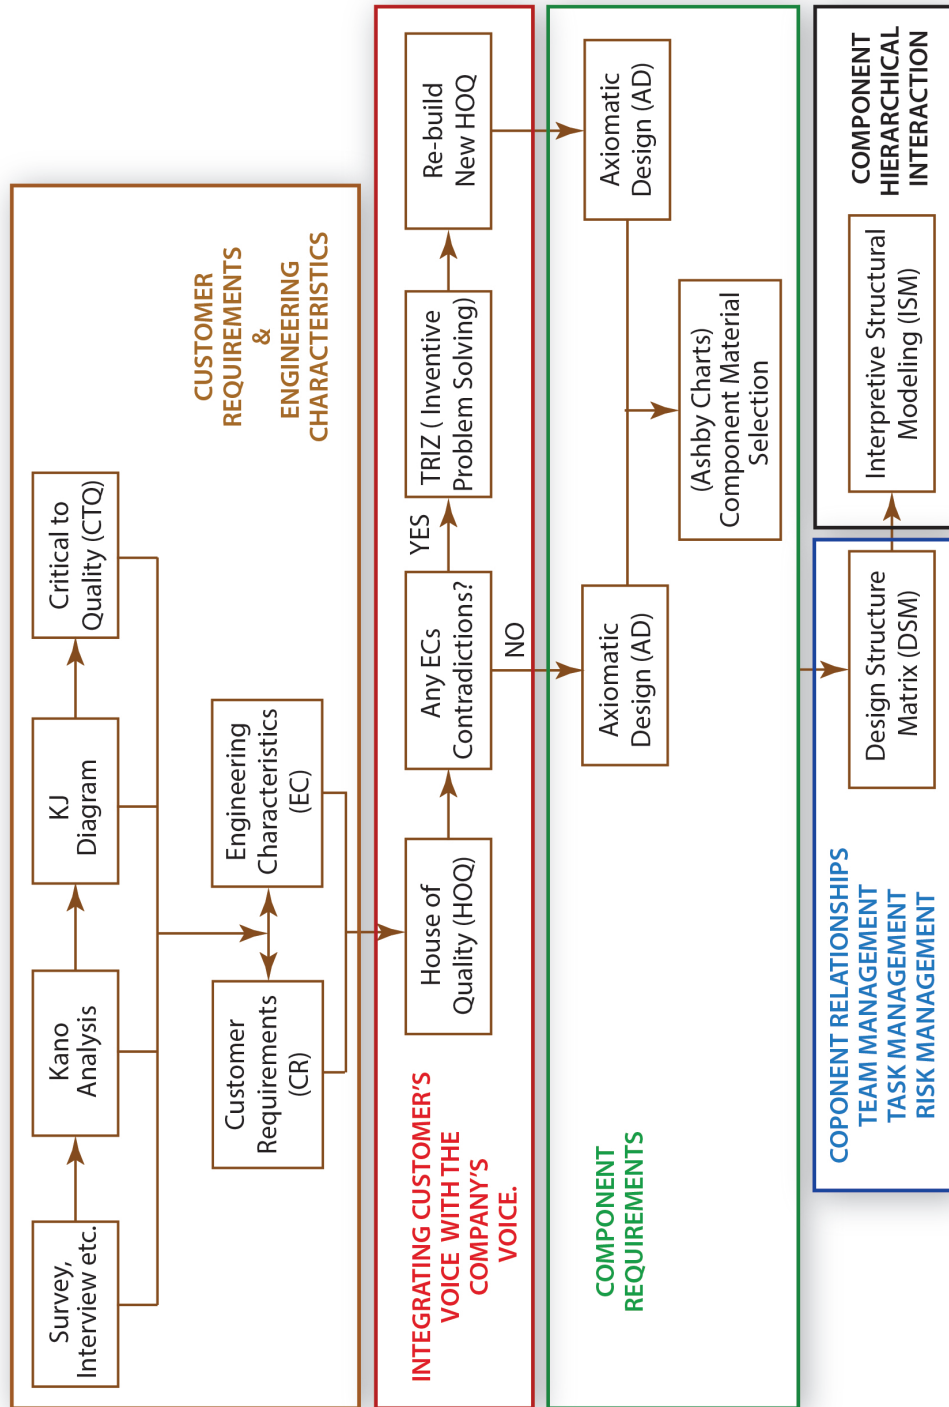 Survey,
Interview etc.
Kano
Analysis
KJ
Diagram
Critical to
Quality (CTQ)
CUSTOMER
REQUIREMENTS
&
ENGINEERING
CHARACTERISTICS
Customer
Requirements
(CR)
Engineering
Characteristics
(EC)
INTEGRATING CUSTOMER'S
VOICE WITH THE
COMPANY'S
VOICE.
House of
Quality (HOQ)
Any ECs
Contradictions?
YES
NO
TRIZ ( Inventive
Problem Solving)
Re-build
New HOQ
COMPONENT
REQUIREMENTS
Axiomatic
Design (AD)
Axiomatic
Design (AD)
(Ashby Charts)
Component Material
Selection
COPONENT RELATIONSHIPS
TEAM MANAGEMENT
TASK MANAGEMENT
RISK MANAGEMENT
Design Structure
Matrix (DSM)
Interpretive Structural
Modeling (ISM)
COMPONENT
HIERARCHICAL
INTERACTION